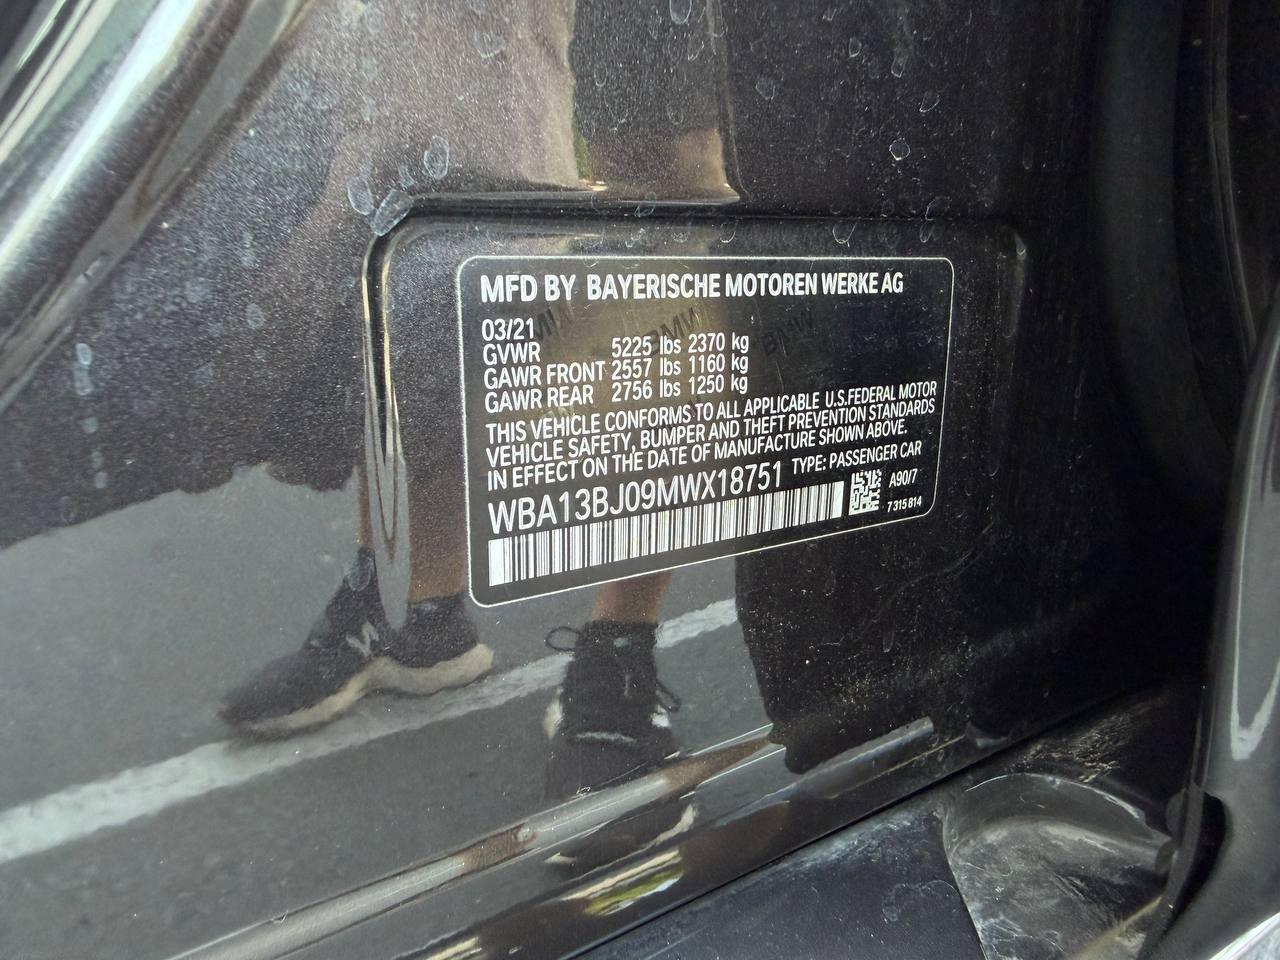 MFD BY BAYERISCHE MOTOREN WERKE AG
03/21
GVWR 5225 lbs 2370 kg
GAWR FRONT 2557 lbs 1160 kg
GAWR REAR 2756 lbs 1250 kg
THIS VEHICLE CONFORMS TO ALL APPLICABLE U.S.FEDERAL MOTOR
VEHICLE SAFETY, BUMPER AND THEFT PREVENTION STANDARDS
IN EFFECT ON THE DATE OF MANUFACTURE SHOWN ABOVE.
WBA13BJ09MWX18751 TYPE: PASSENGER CAR
A90/7
7 315 814
BMW
BMW
BMW